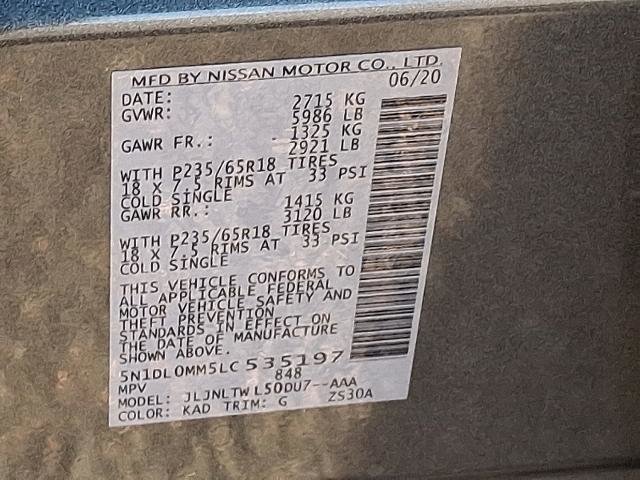 MFD BY NISSAN MOTOR CO., LTD.
DATE: 06/20
GVWR: 2715 KG
5986 LB
GAWR FR.: 1325 KG
2921 LB
WITH P235/65R18 TIRES
18 X 7.5 RIMS AT 33 PSI
COLD SINGLE
GAWR RR.: 1415 KG
3120 LB
WITH P235/65R18 TIRES
18 X 7.5 RIMS AT 33 PSI
COLD SINGLE
THIS VEHICLE CONFORMS TO
ALL APPLICABLE FEDERAL
MOTOR VEHICLE SAFETY AND
THEFT PREVENTION
STANDARDS IN EFFECT ON
THE DATE OF MANUFACTURE
SHOWN ABOVE.
5N1DL0MM5LC535197
MPV 848
MODEL: JLJNLTWL50DU7--AAA
COLOR: KAD TRIM: G ZS30A